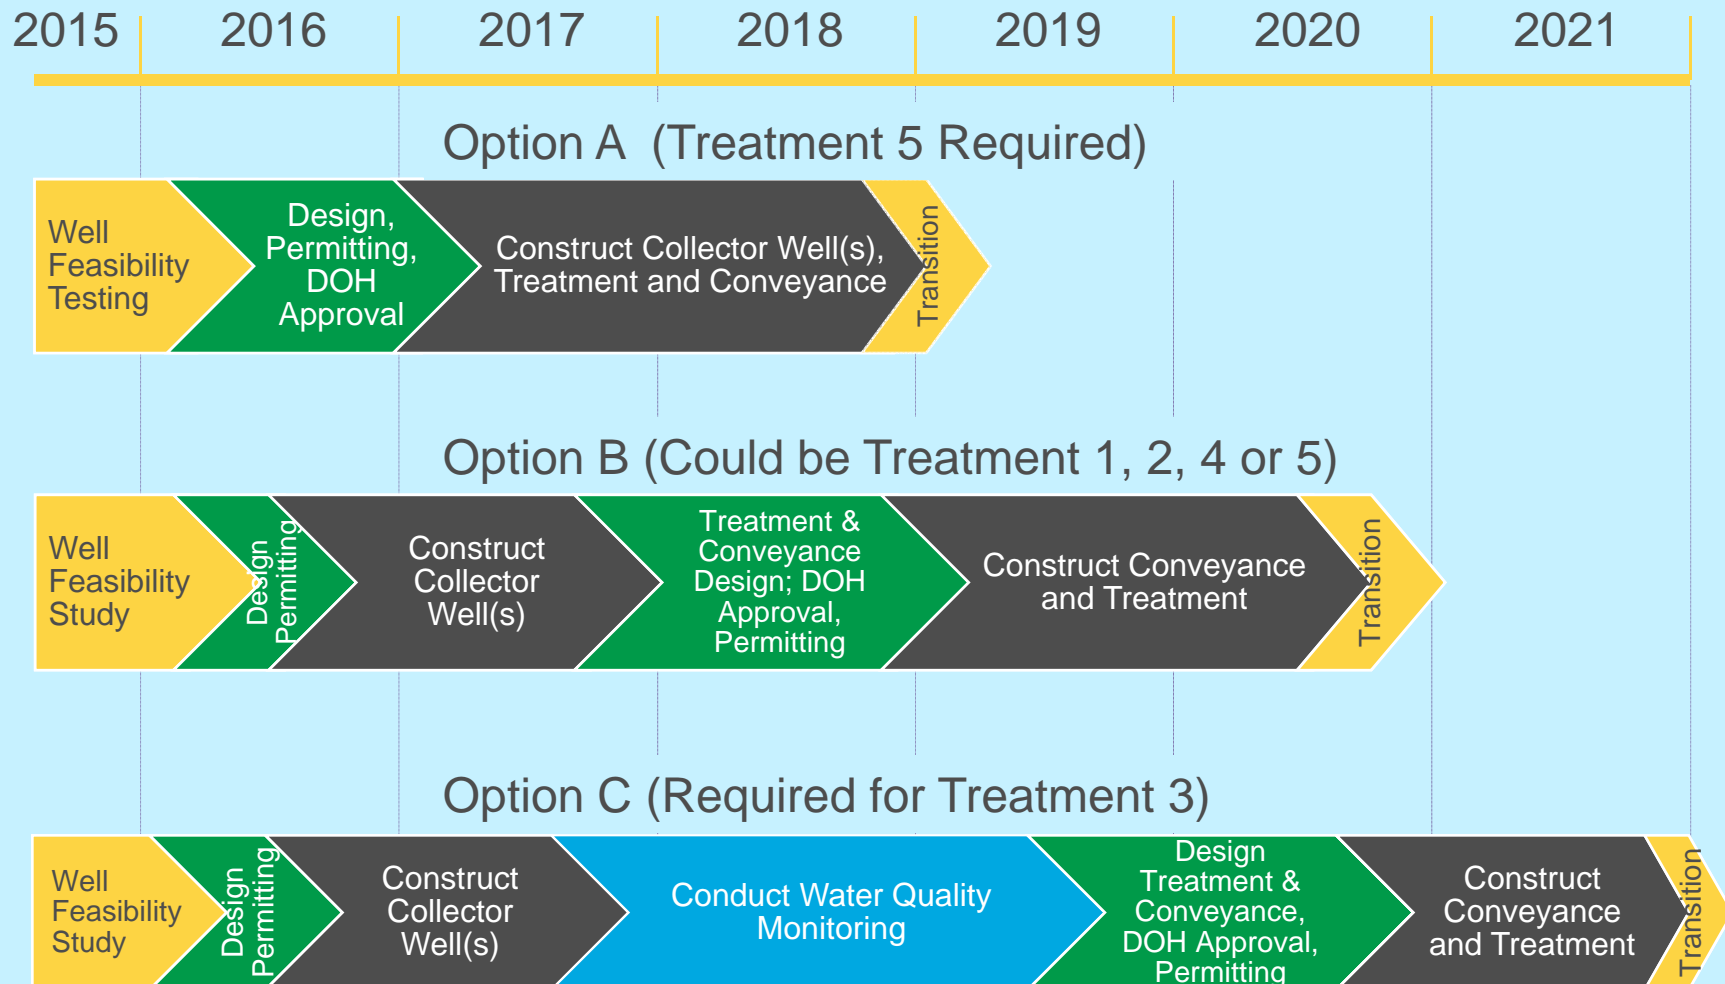 2015 2016 2017 2018 2019 2020 2021
Option A (Treatment 5 Required)
Well
Feasibility
Testing
Design,
Permitting,
DOH
Approval
Construct Collector Well(s),
Treatment and Conveyance
Transition
Option B (Could be Treatment 1, 2, 4 or 5)
Well
Feasibility
Study
Design
Permitting
Construct
Collector
Well(s)
Treatment &
Conveyance
Design; DOH
Approval,
Permitting
Construct Conveyance
and Treatment
Transition
Option C (Required for Treatment 3)
Well
Feasibility
Study
Design
Permitting
Construct
Collector
Well(s)
Conduct Water Quality
Monitoring
Design
Treatment &
Conveyance,
DOH Approval,
Permitting
Construct
Conveyance
and Treatment
Transition